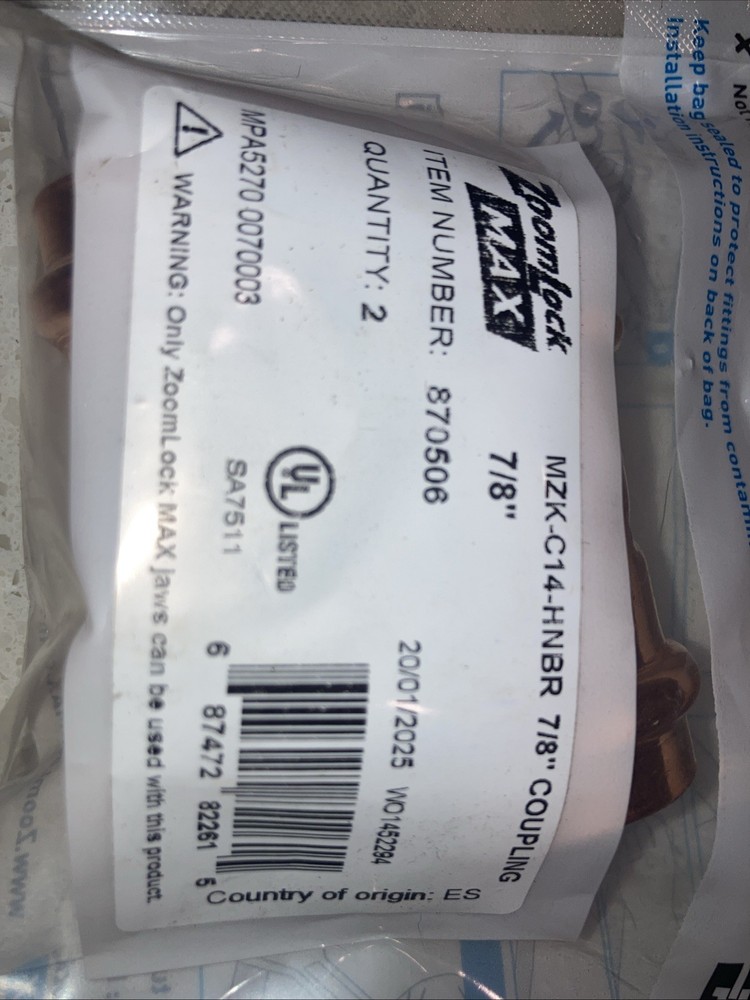 ZoomLock
MAX
MZK-C14-HNBR 7/8" COUPLING
7/8"
ITEM NUMBER: 870506
20/01/2025 WO1452294
QUANTITY: 2
UL LISTED
SA7511
MPA5270 0070003
6 87472 82261 5
Country of origin: ES
WARNING: Only ZoomLock MAX jaws can be used with this product.
Keep bag sealed to protect fittings from
Installation instructions on back of bag.